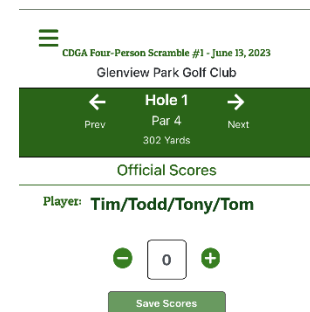 CDGA Four-Person Scramble #1 - June 13, 2023
Glenview Park Golf Club
Hole 1
Prev Par 4 Next
302 Yards
Official Scores
Player: Tim/Todd/Tony/Tom
0
Save Scores